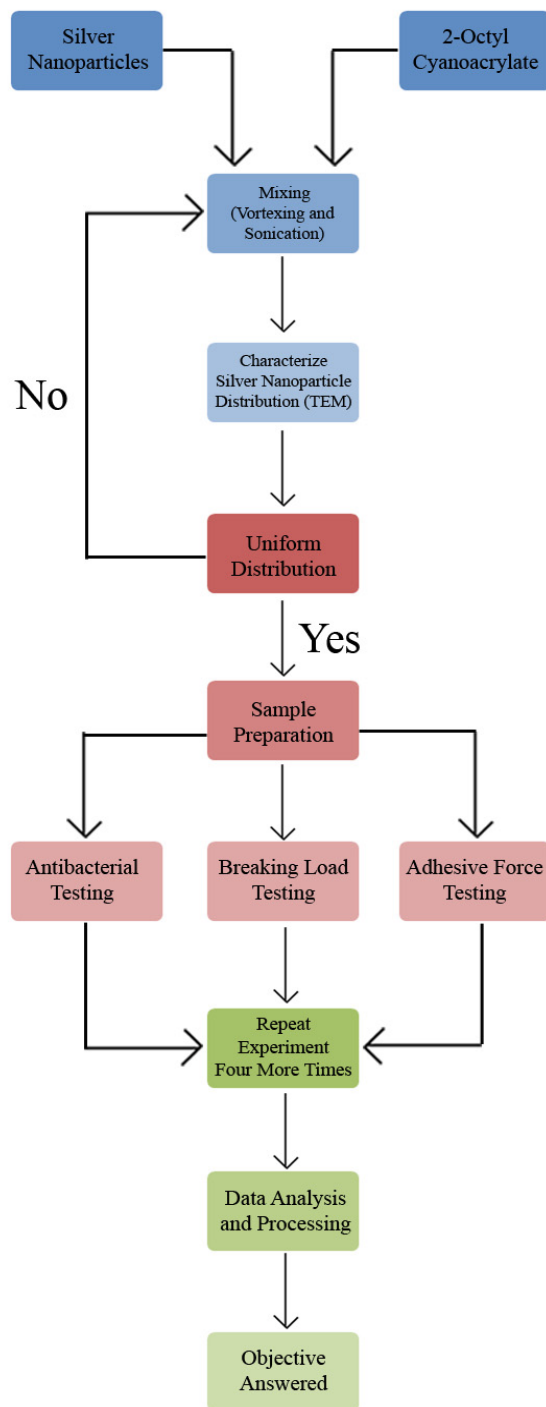 Silver
Nanoparticles
2-Octyl
Cyanoacrylate
Mixing
(Vortexing and
Sonication)
Characterize
Silver Nanoparticle
Distribution (TEM)
No
Uniform
Distribution
Yes
Sample
Preparation
Antibacterial
Testing
Breaking Load
Testing
Adhesive Force
Testing
Repeat
Experiment
Four More Times
Data Analysis
and Processing
Objective
Answered